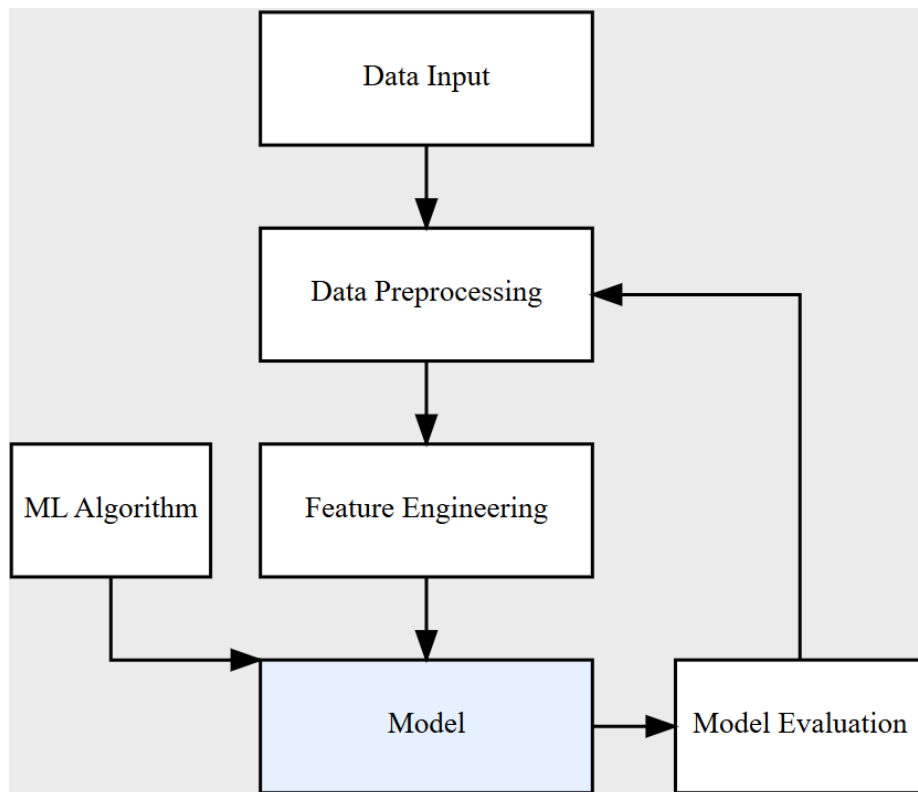 Data Input
Data Preprocessing
ML Algorithm
Feature Engineering
Model
Model Evaluation